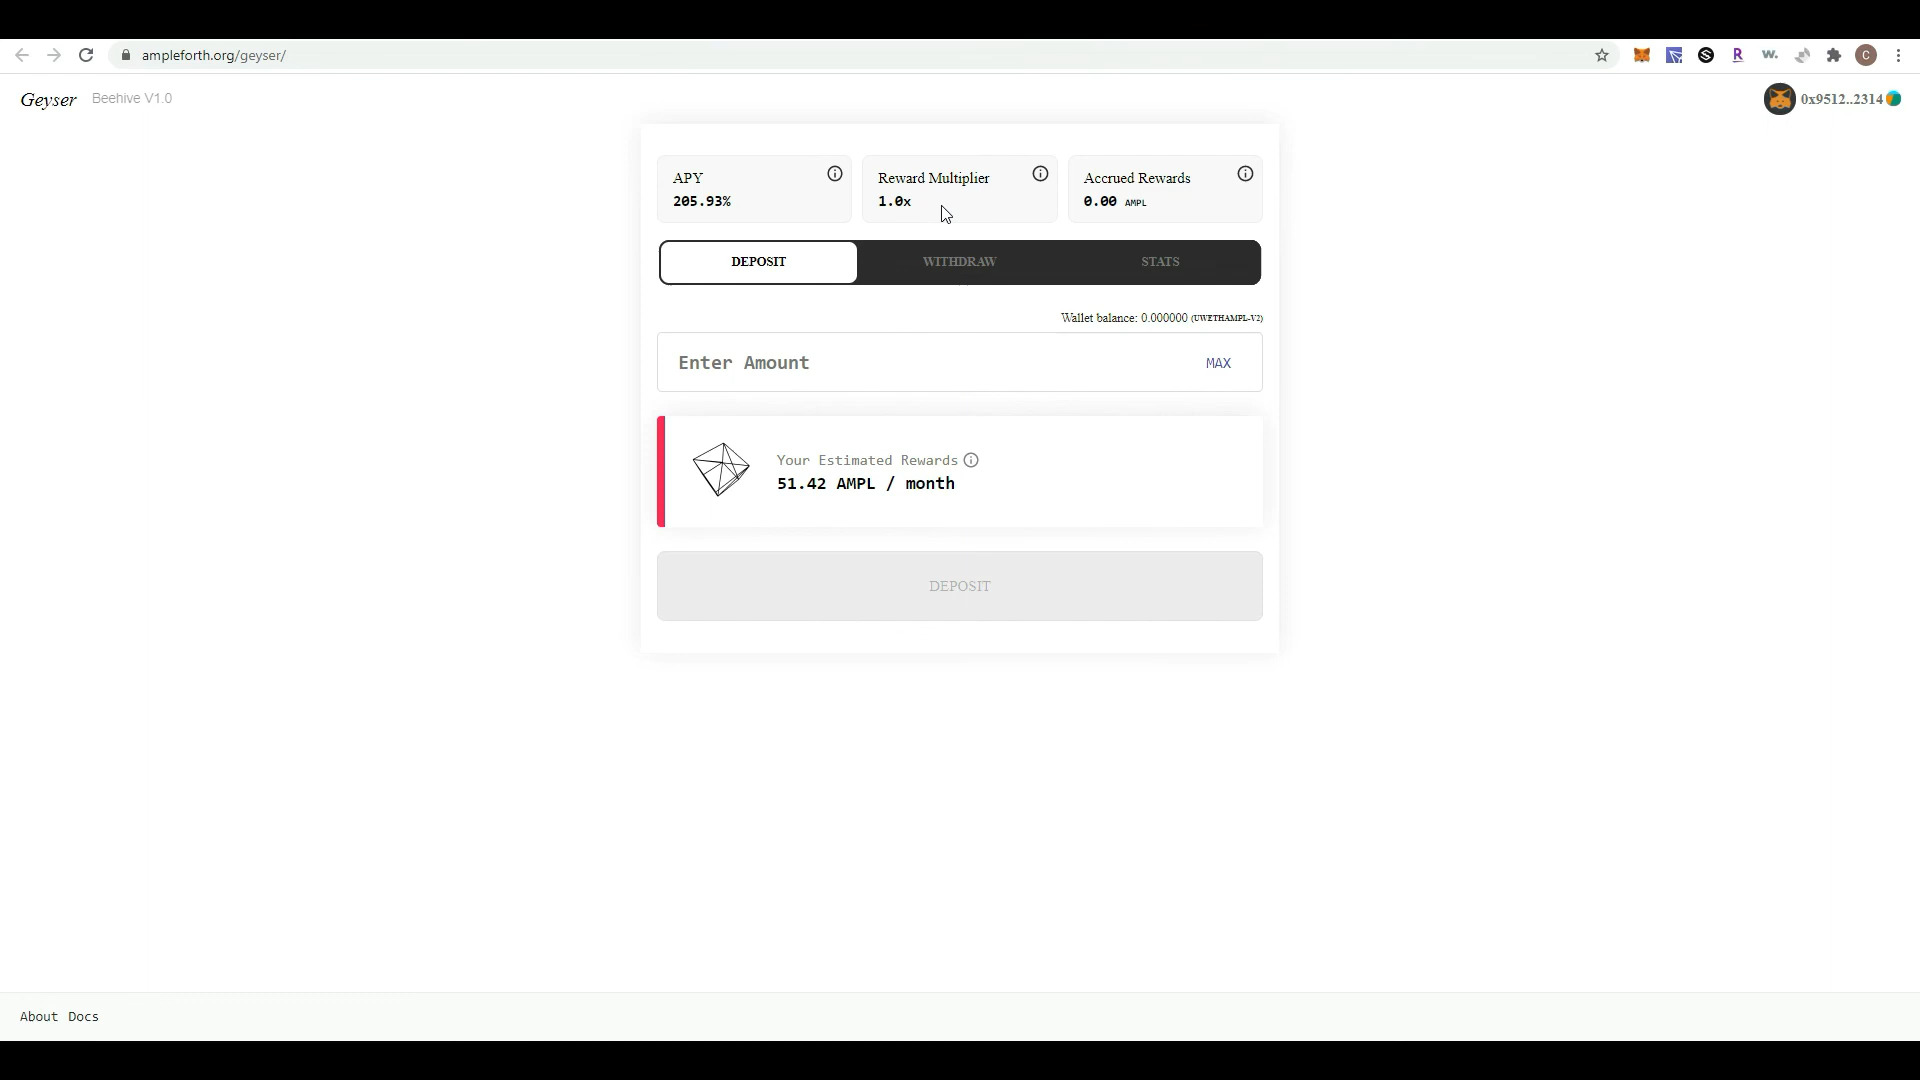 ampleforth.org/geyser/
R
w.
C
Geyser Beehive V1.0
0x9512..2314
APY
205.93%
Reward Multiplier
1.0x
Accrued Rewards
0.00 AMPL
DEPOSIT WITHDRAW STATS
Wallet balance: 0.000000 (UWETHAMPL-V2)
Enter Amount MAX
Your Estimated Rewards
51.42 AMPL / month
DEPOSIT
About Docs